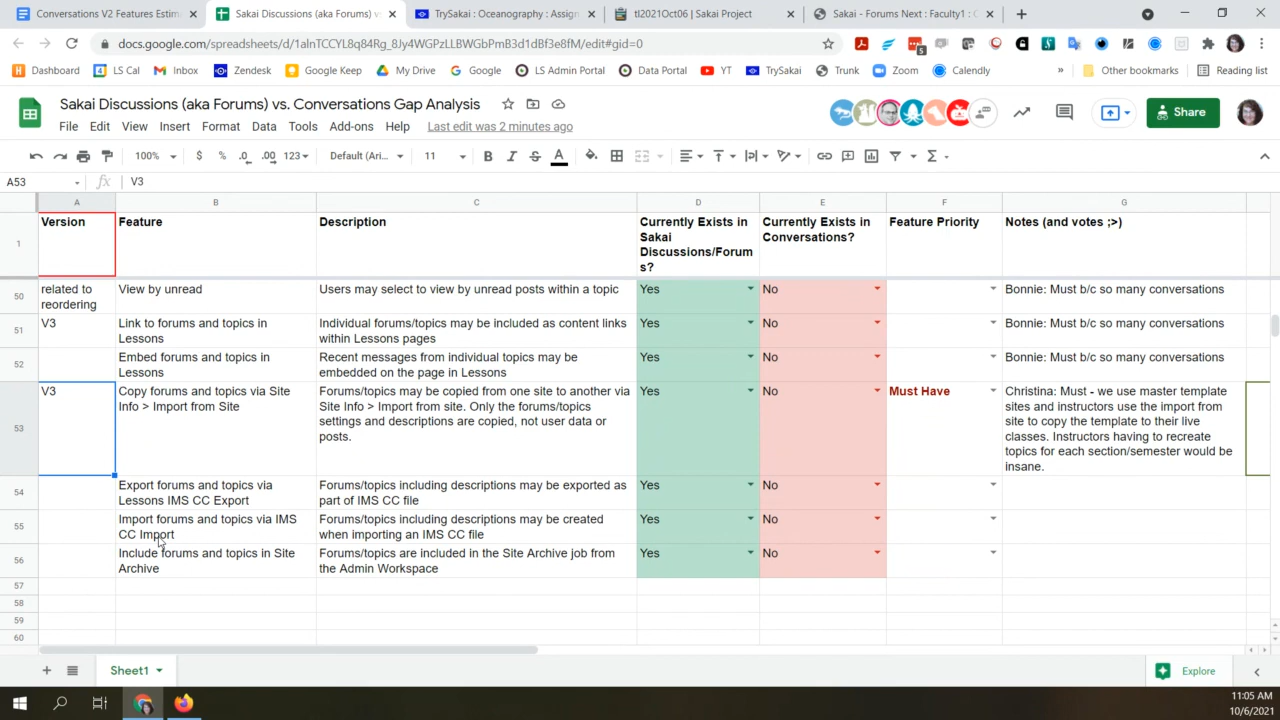 Conversations V2 Features Estim
Sakai Discussions (aka Forums) v
TrySakai : Oceanography : Assign
tl2021Oct06 | Sakai Project
Sakai - Forums Next : Faculty1 : C
docs.google.com/spreadsheets/d/1alnTCCYL8q84Rg_8Jy4WGPzLLBWGbPmB3d1dBf3e8fM/edit#gid=0
5
Dashboard
LS Cal
Inbox
Zendesk
Google Keep
My Drive
Google
LS Admin Portal
Data Portal
YT
TrySakai
Trunk
Zoom
Calendly
»
Other bookmarks
Reading list
Sakai Discussions (aka Forums) vs. Conversations Gap Analysis
File Edit View Insert Format Data Tools Add-ons Help Last edit was 2 minutes ago
Share
100% $ % .0 .00 123 Default (Ari... 11 B I S A
A53 fx V3
A B C D E F G
1
Version
Feature
Description
Currently Exists in
Sakai
Discussions/Forum
s?
Currently Exists in
Conversations?
Feature Priority
Notes (and votes ;>)
50
related to
reordering
View by unread
Users may select to view by unread posts within a topic
Yes
No
Bonnie: Must b/c so many conversations
51
V3
Link to forums and topics in
Lessons
Individual forums/topics may be included as content links
within Lessons pages
Yes
No
Bonnie: Must b/c so many conversations
52
Embed forums and topics in
Lessons
Recent messages from individual topics may be
embedded on the page in Lessons
Yes
No
Bonnie: Must b/c so many conversations
53
V3
Copy forums and topics via Site
Info > Import from Site
Forums/topics may be copied from one site to another via
Site Info > Import from site. Only the forums/topics
settings and descriptions are copied, not user data or
posts.
Yes
No
Must Have
Christina: Must - we use master template
sites and instructors use the import from
site to copy the template to their live
classes. Instructors having to recreate
topics for each section/semester would be
insane.
54
Export forums and topics via
Lessons IMS CC Export
Forums/topics including descriptions may be exported as
part of IMS CC file
Yes
No
55
Import forums and topics via IMS
CC Import
Forums/topics including descriptions may be created
when importing an IMS CC file
Yes
No
56
Include forums and topics in Site
Archive
Forums/topics are included in the Site Archive job from
the Admin Workspace
Yes
No
57
58
59
60
Sheet1
Explore
11:05 AM
10/6/2021